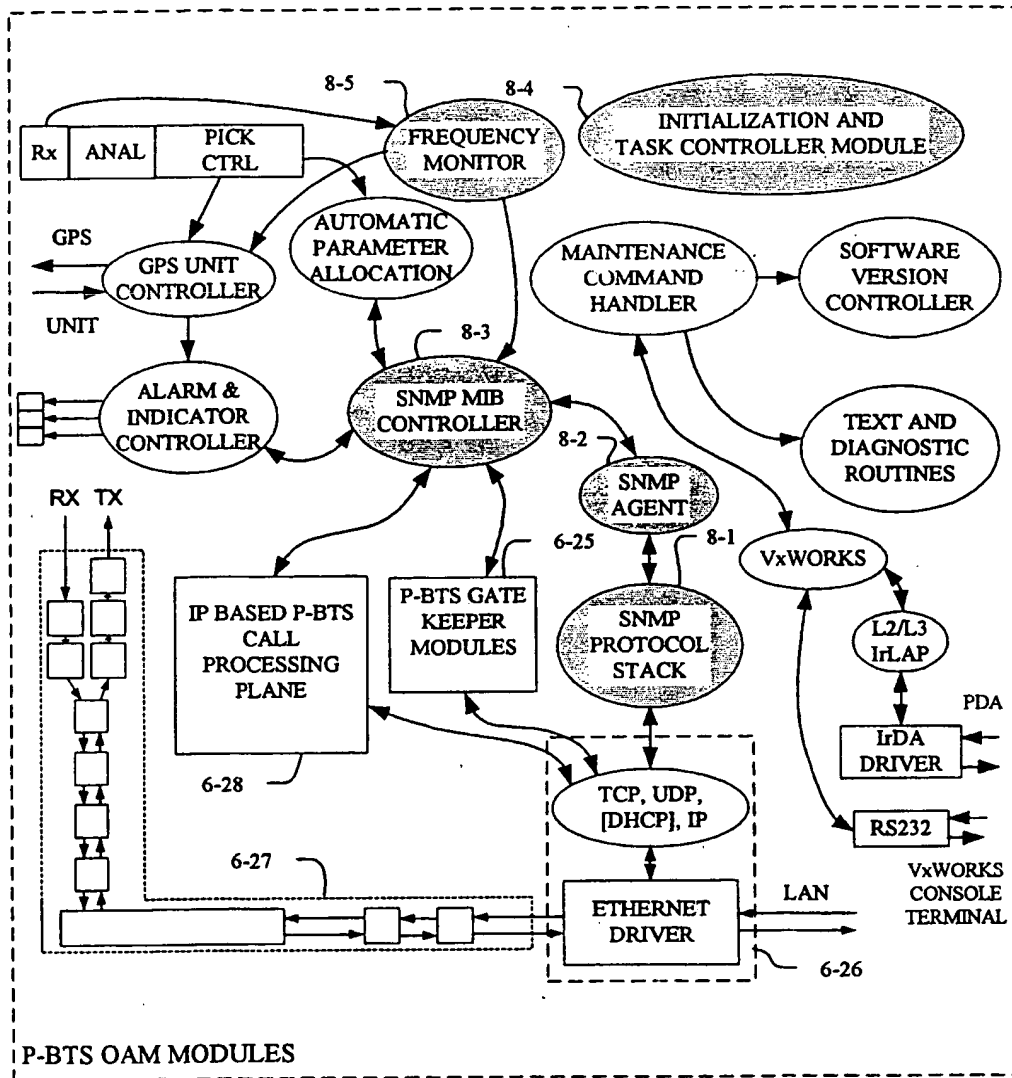 8-5
8-4
Rx
ANAL
PICK
CTRL
FREQUENCY
MONITOR
INITIALIZATION AND
TASK CONTROLLER MODULE
AUTOMATIC
PARAMETER
ALLOCATION
GPS
UNIT
GPS UNIT
CONTROLLER
MAINTENANCE
COMMAND
HANDLER
SOFTWARE
VERSION
CONTROLLER
8-3
ALARM &
INDICATOR
CONTROLLER
SNMP MIB
CONTROLLER
TEXT AND
DIAGNOSTIC
ROUTINES
8-2
SNMP
AGENT
8-1
RX TX
6-25
VxWORKS
IP BASED P-BTS
CALL
PROCESSING
PLANE
P-BTS GATE
KEEPER
MODULES
SNMP
PROTOCOL
STACK
L2/L3
IrLAP
PDA
IrDA
DRIVER
6-28
TCP, UDP,
[DHCP}, IP
RS232
6-27
VxWORKS
CONSOLE
TERMINAL
ETHERNET
DRIVER
LAN
6-26
P-BTS OAM MODULES